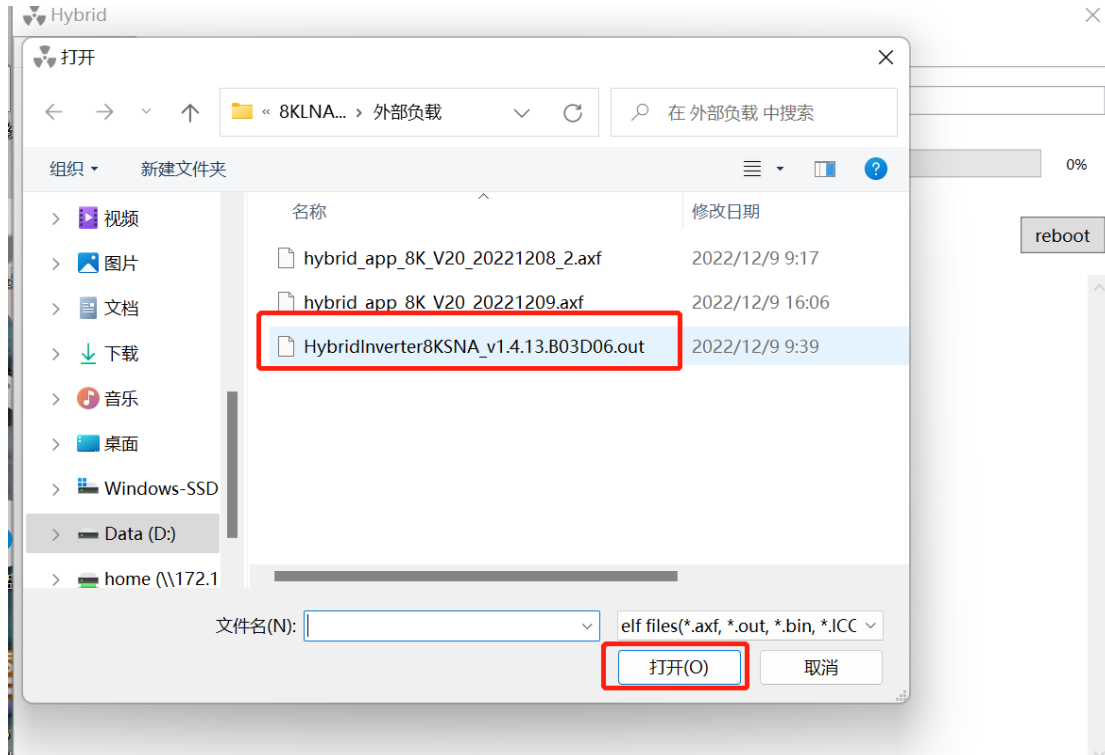 Hybrid
打开
« 8KLNA... › 外部负载
在 外部负载 中搜索
组织 新建文件夹
0%
reboot
名称 修改日期
视频
图片
文档
下载
音乐
桌面
Windows-SSD
Data (D:)
home (\\172.1
hybrid_app_8K_V20_20221208_2.axf 2022/12/9 9:17
hybrid_app_8K_V20_20221209.axf 2022/12/9 16:06
HybridInverter8KSNA_v1.4.13.B03D06.out 2022/12/9 9:39
文件名(N):
elf files(*.axf, *.out, *.bin, *.ICC
打开(O) 取消